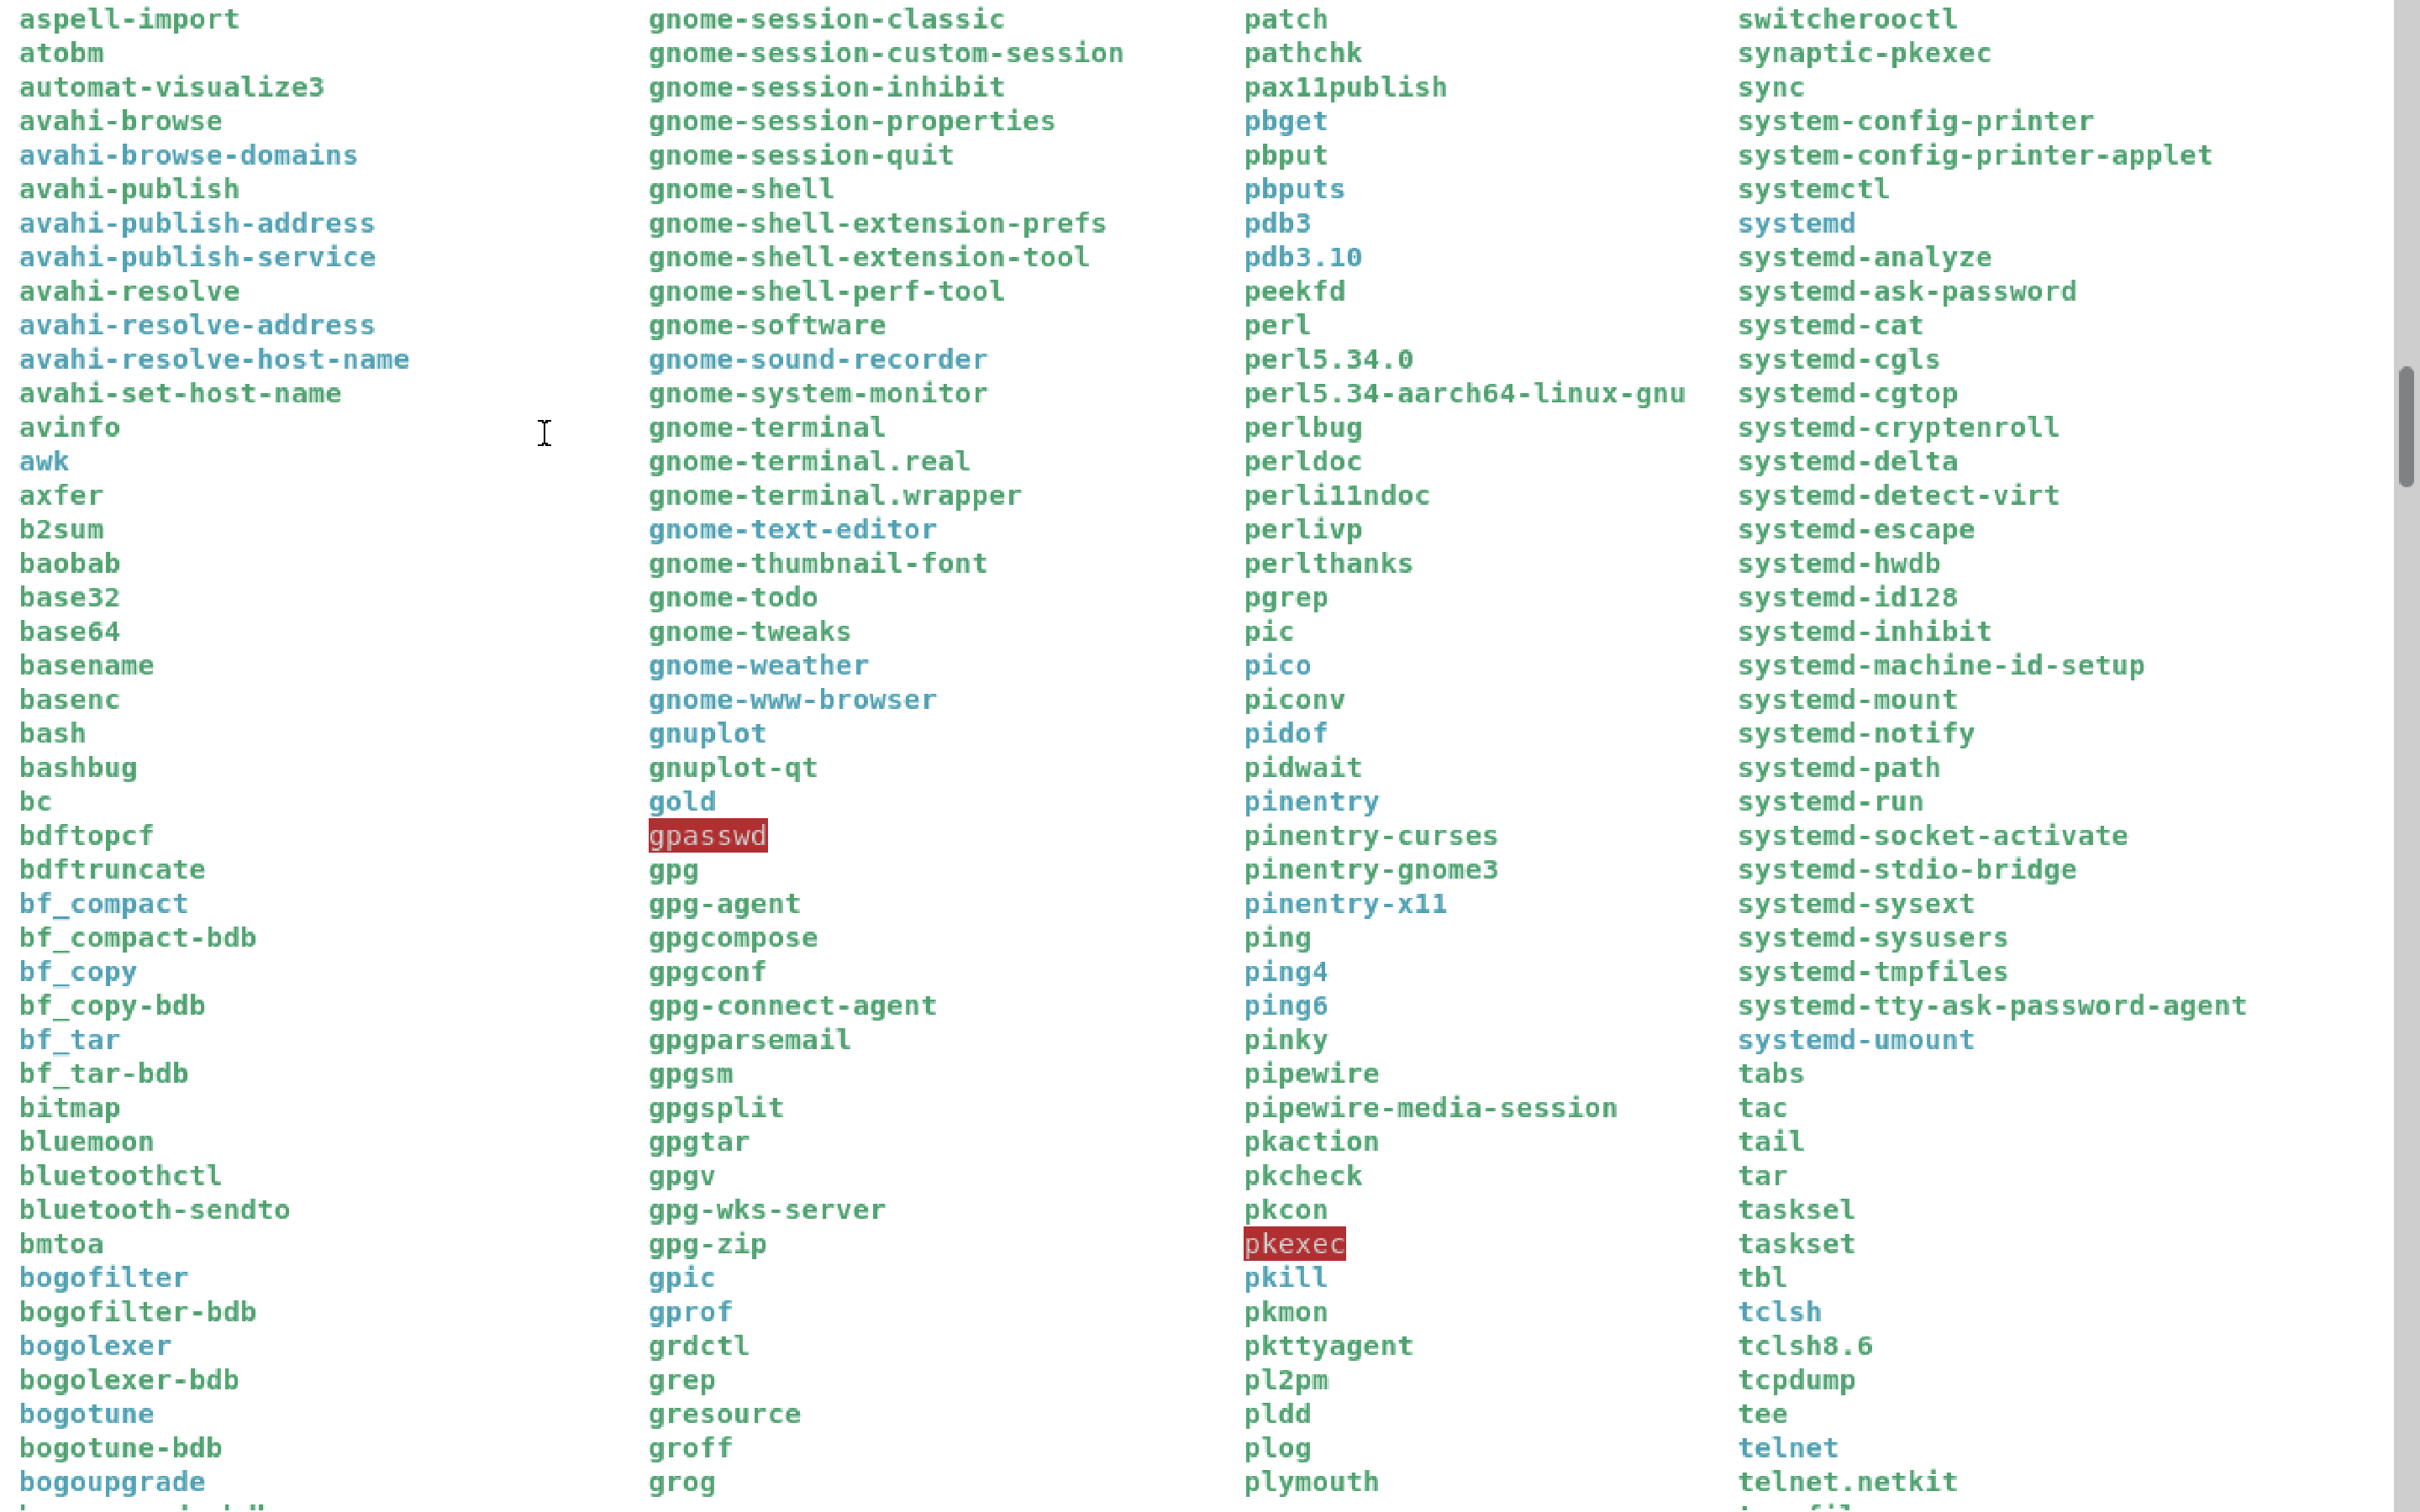 aspell-import gnome-session-classic patch switcherooctl
atobm gnome-session-custom-session pathchk synaptic-pkexec
automat-visualize3 gnome-session-inhibit pax11publish sync
avahi-browse gnome-session-properties pbget system-config-printer
avahi-browse-domains gnome-session-quit pbput system-config-printer-applet
avahi-publish gnome-shell pbputs systemctl
avahi-publish-address gnome-shell-extension-prefs pdb3 systemd
avahi-publish-service gnome-shell-extension-tool pdb3.10 systemd-analyze
avahi-resolve gnome-shell-perf-tool peekfd systemd-ask-password
avahi-resolve-address gnome-software perl systemd-cat
avahi-resolve-host-name gnome-sound-recorder perl5.34.0 systemd-cgls
avahi-set-host-name gnome-system-monitor perl5.34-aarch64-linux-gnu systemd-cgtop
avinfo gnome-terminal perlbug systemd-cryptenroll
awk gnome-terminal.real perldoc systemd-delta
axfer gnome-terminal.wrapper perli11ndoc systemd-detect-virt
b2sum gnome-text-editor perlivp systemd-escape
baobab gnome-thumbnail-font perlthanks systemd-hwdb
base32 gnome-todo pgrep systemd-id128
base64 gnome-tweaks pic systemd-inhibit
basename gnome-weather pico systemd-machine-id-setup
basenc gnome-www-browser piconv systemd-mount
bash gnuplot pidof systemd-notify
bashbug gnuplot-qt pidwait systemd-path
bc gold pinentry systemd-run
bdftopcf gpasswd pinentry-curses systemd-socket-activate
bdftruncate gpg pinentry-gnome3 systemd-stdio-bridge
bf_compact gpg-agent pinentry-x11 systemd-sysext
bf_compact-bdb gpgcompose ping systemd-sysusers
bf_copy gpgconf ping4 systemd-tmpfiles
bf_copy-bdb gpg-connect-agent ping6 systemd-tty-ask-password-agent
bf_tar gpgparsemail pinky systemd-umount
bf_tar-bdb gpgsm pipewire tabs
bitmap gpgsplit pipewire-media-session tac
bluemoon gpgtar pkaction tail
bluetoothctl gpgv pkcheck tar
bluetooth-sendto gpg-wks-server pkcon tasksel
bmtoa gpg-zip pkexec taskset
bogofilter gpic pkill tbl
bogofilter-bdb gprof pkmon tclsh
bogolexer grdctl pkttyagent tclsh8.6
bogolexer-bdb grep pl2pm tcpdump
bogotune gresource pldd tee
bogotune-bdb groff plog telnet
bogoupgrade grog plymouth telnet.netkit